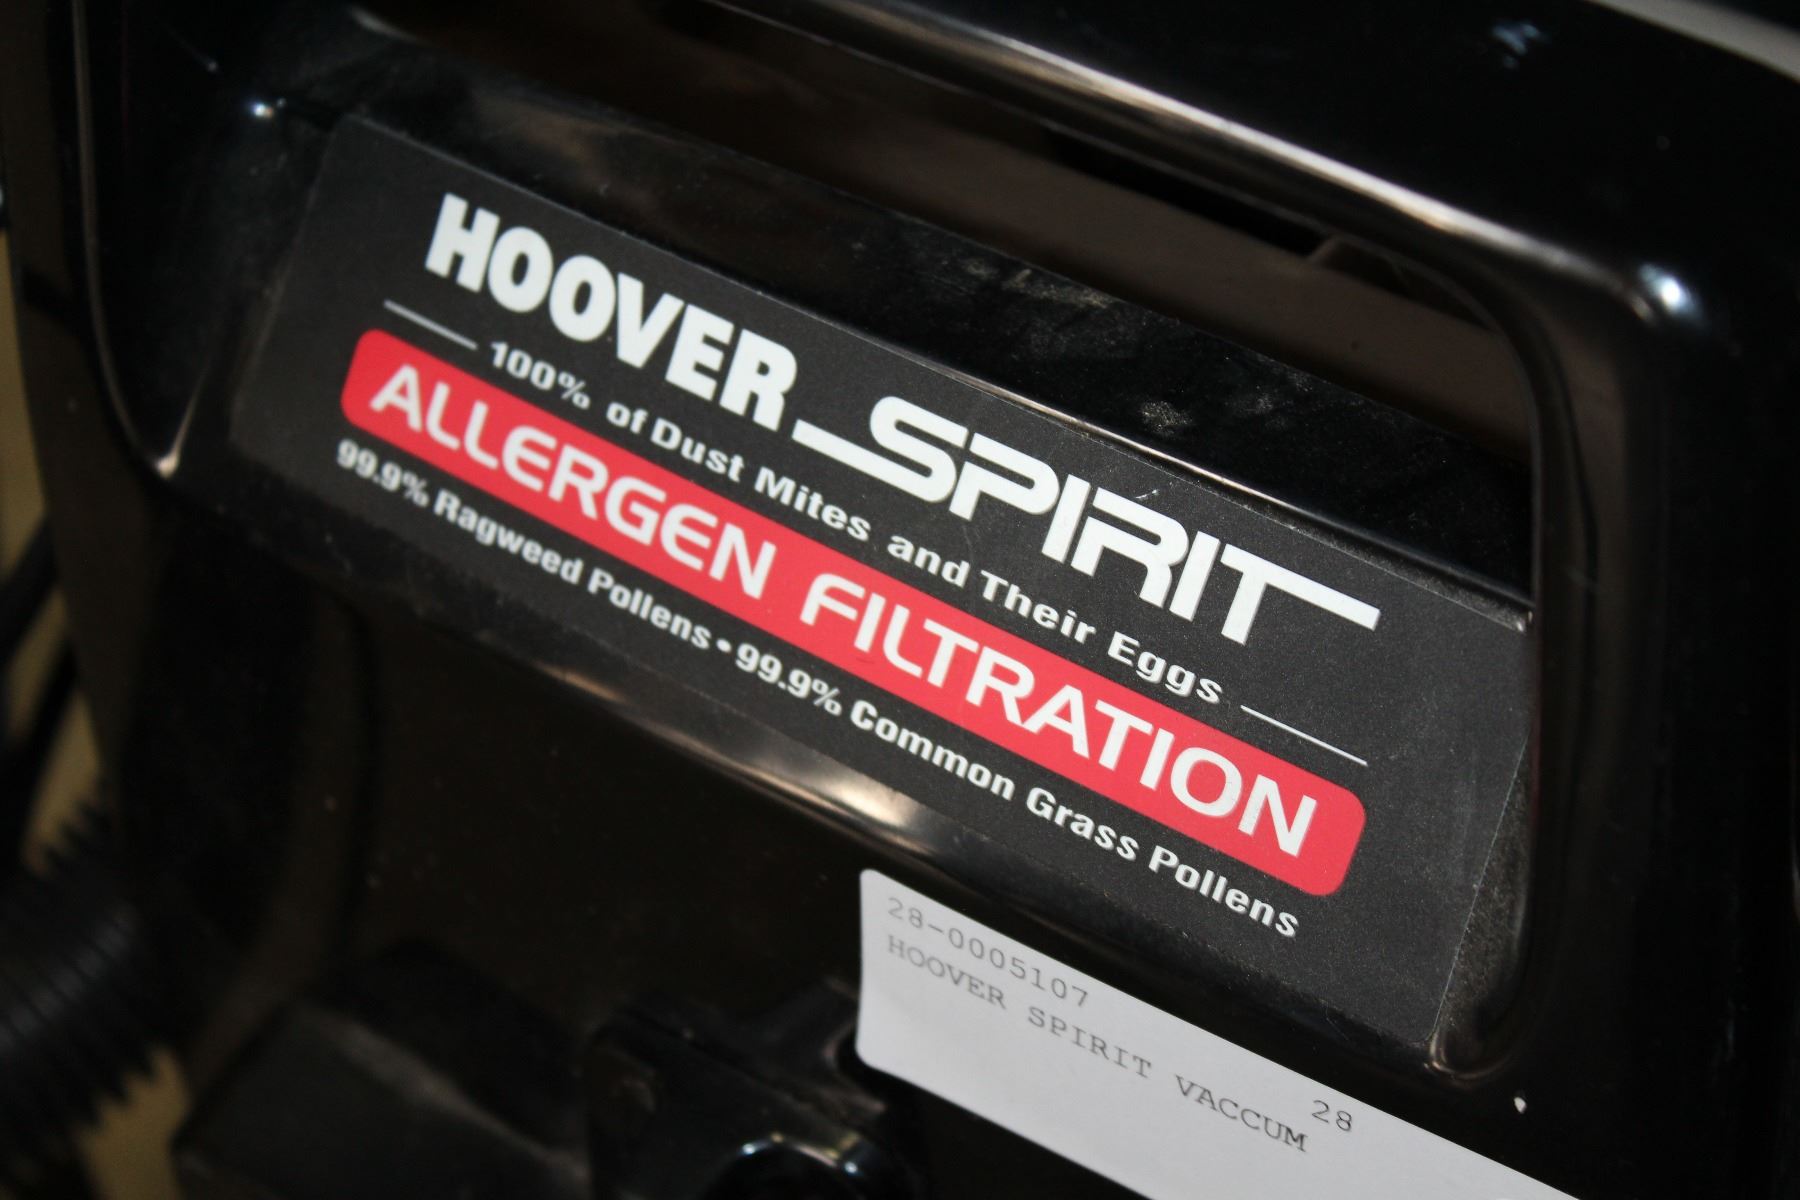 HOOVER SPIRIT
100% of Dust Mites and Their Eggs
ALLERGEN FILTRATION
99.9% Ragweed Pollens • 99.9% Common Grass Pollens
28-0005107 28
HOOVER SPIRIT VACCUM